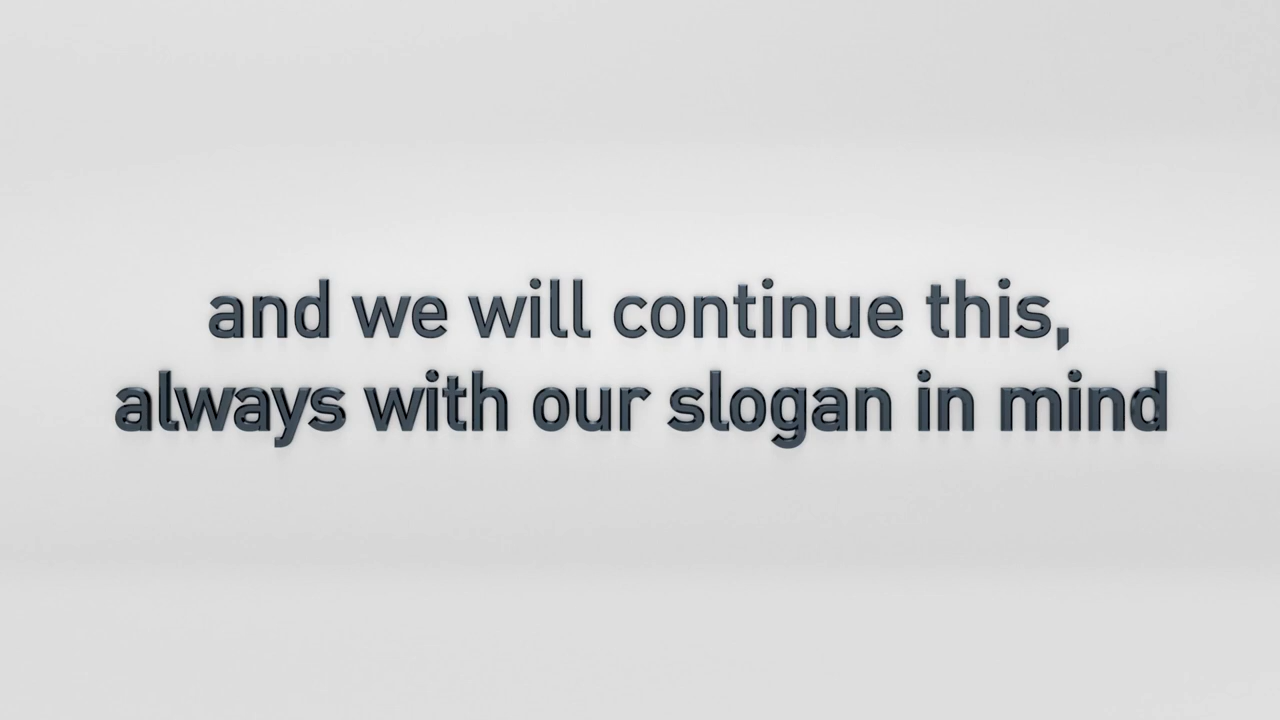 and we will continue this,
always with our slogan in mind